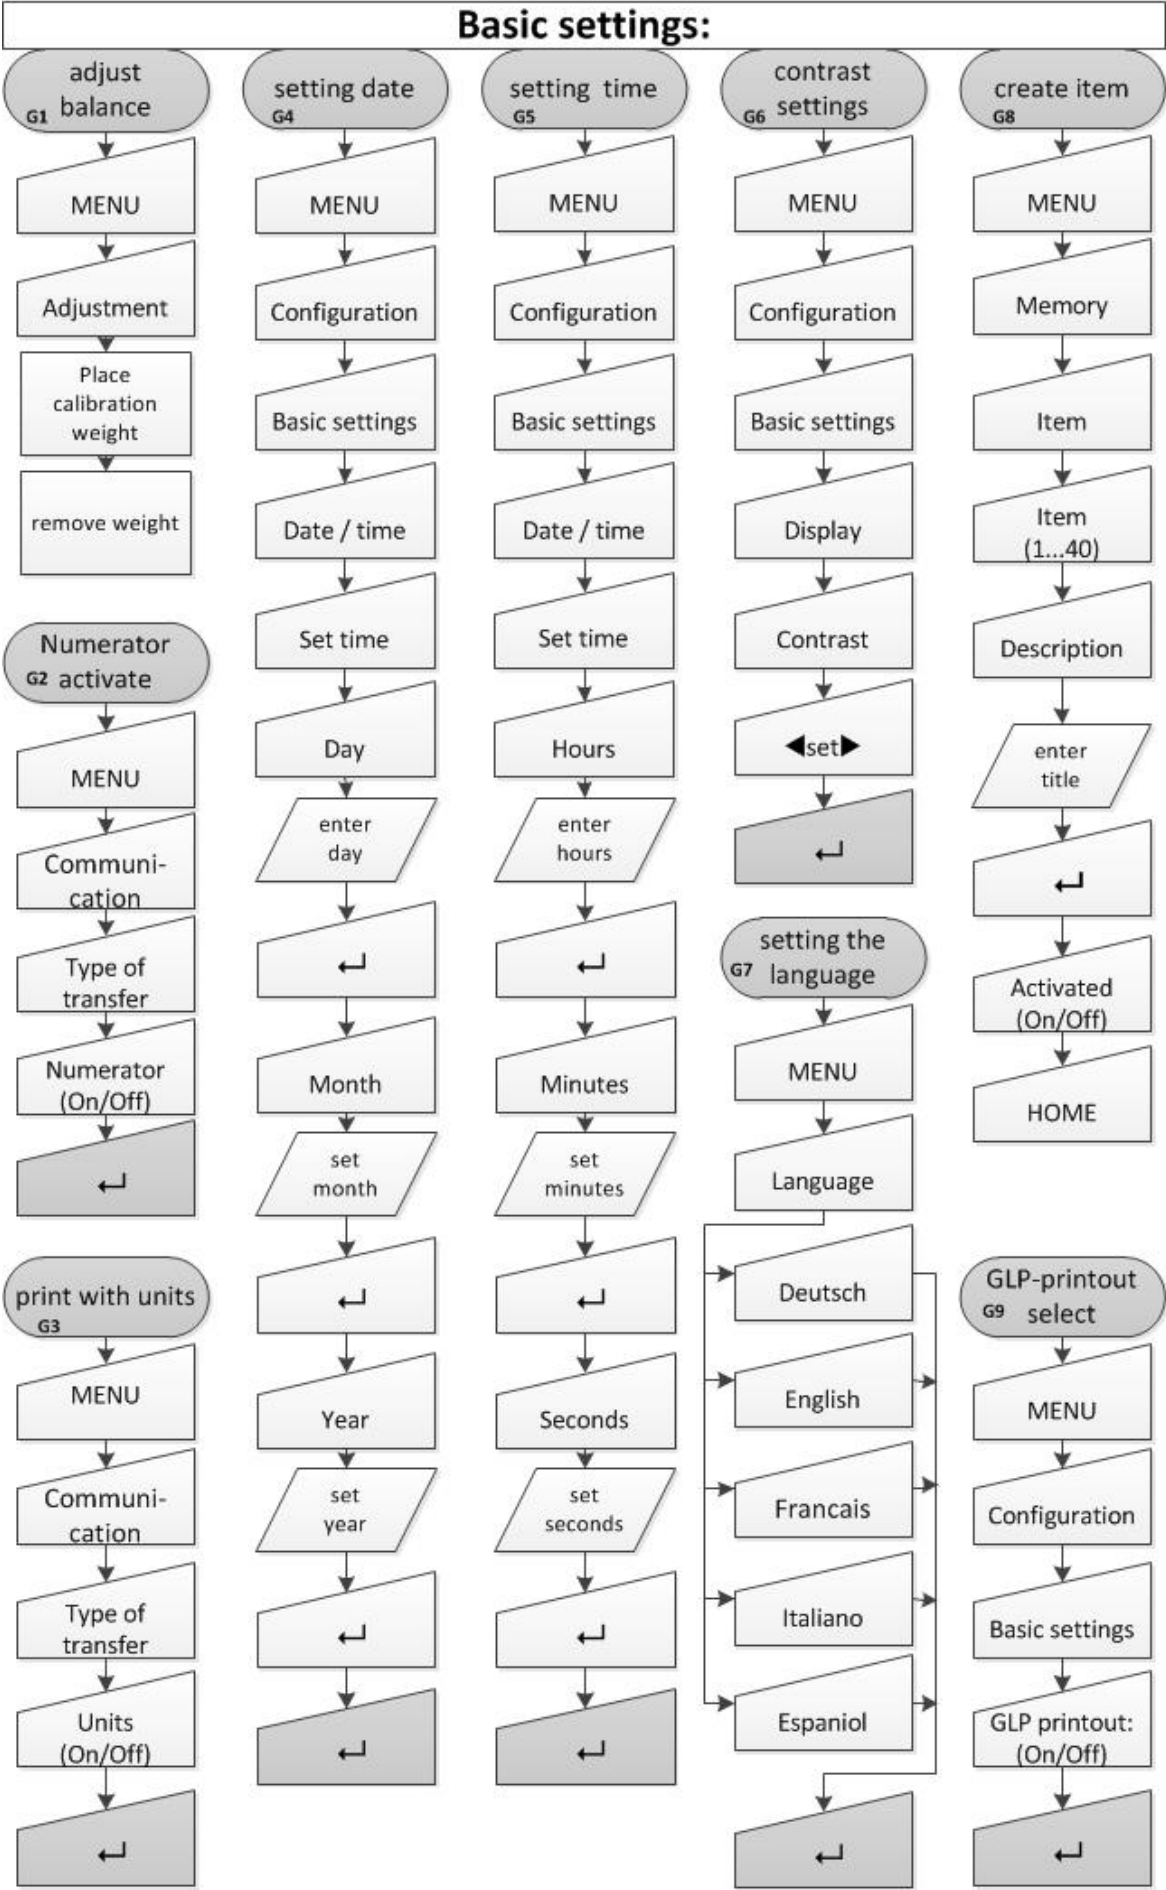 Basic settings:
adjust
G1 balance
MENU
Adjustment
Place
calibration
weight
remove weight
Numerator
G2 activate
MENU
Communi-
cation
Type of
transfer
Numerator
(On/Off)
↵
print with units
G3
MENU
Communi-
cation
Type of
transfer
Units
(On/Off)
↵
setting date
G4
MENU
Configuration
Basic settings
Date / time
Set time
Day
enter
day
↵
Month
set
month
↵
Year
set
year
↵
↵
setting time
G5
MENU
Configuration
Basic settings
Date / time
Set time
Hours
enter
hours
↵
Minutes
set
minutes
↵
Seconds
set
seconds
↵
↵
contrast
G6 settings
MENU
Configuration
Basic settings
Display
Contrast
◀set▶
↵
setting the
G7 language
MENU
Language
Deutsch
English
Francais
Italiano
Espaniol
↵
create item
G8
MENU
Memory
Item
Item
(1...40)
Description
enter
title
↵
Activated
(On/Off)
HOME
GLP-printout
G9 select
MENU
Configuration
Basic settings
GLP printout:
(On/Off)
↵